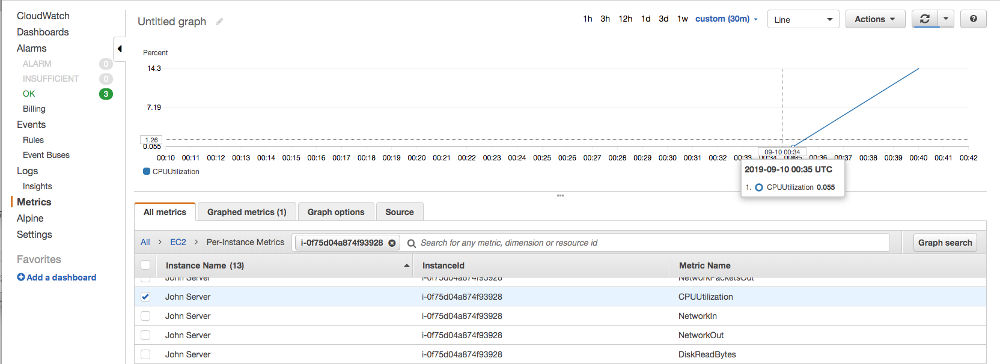 CloudWatch
Dashboards
Alarms
ALARM 0
INSUFFICIENT 0
OK 3
Billing
Events
Rules
Event Buses
Logs
Insights
Metrics
Alpine
Settings
Favorites
Add a dashboard
Untitled graph
1h 3h 12h 1d 3d 1w custom (30m)
Line
Actions
?
Percent
14.3
7.19
1.26
0.055
00:10 00:11 00:12 00:13 00:14 00:15 00:16 00:17 00:18 00:19 00:20 00:21 00:22 00:23 00:24 00:25 00:26 00:27 00:28 00:29 00:30 00:31 00:32 00:33 00:34 00:35 00:36 00:37 00:38 00:39 00:40 00:41 00:42
09-10 00:34
CPUUtilization
2019-09-10 00:35 UTC
1. CPUUtilization 0.055
All metrics
Graphed metrics (1)
Graph options
Source
All > EC2 > Per-Instance Metrics
i-0f75d04a874f93928
Search for any metric, dimension or resource id
Graph search
Instance Name (13) InstanceId Metric Name
John Server i-0f75d04a874f93928 NetworkPacketsOut
John Server i-0f75d04a874f93928 CPUUtilization
John Server i-0f75d04a874f93928 NetworkIn
John Server i-0f75d04a874f93928 NetworkOut
John Server i-0f75d04a874f93928 DiskReadBytes